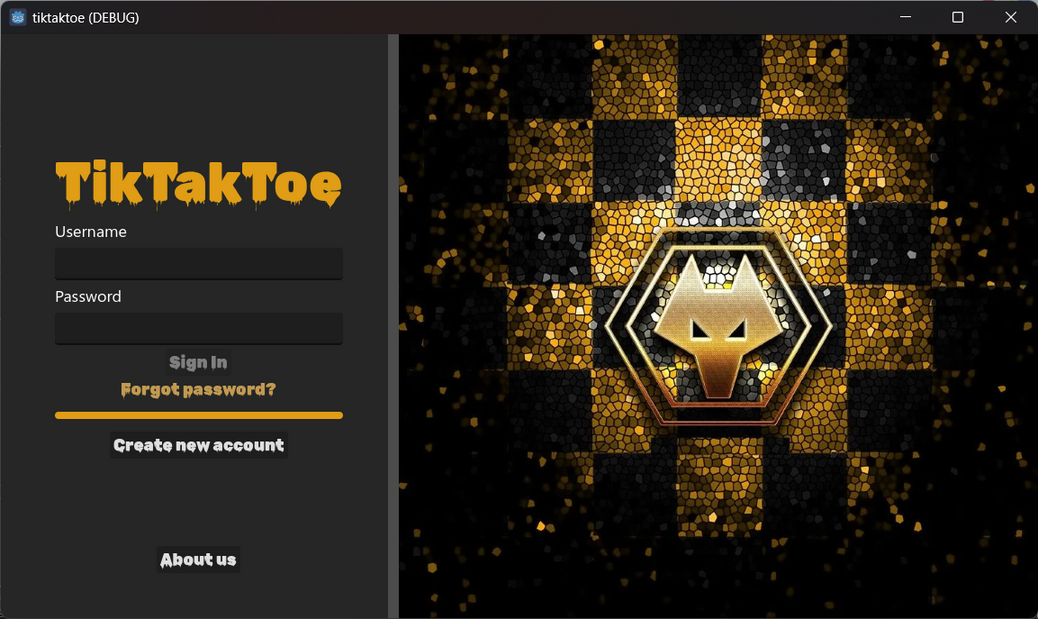 tiktaktoe (DEBUG)
TikTakToe
Username
Password
Sign In
Forgot password?
Create new account
About us